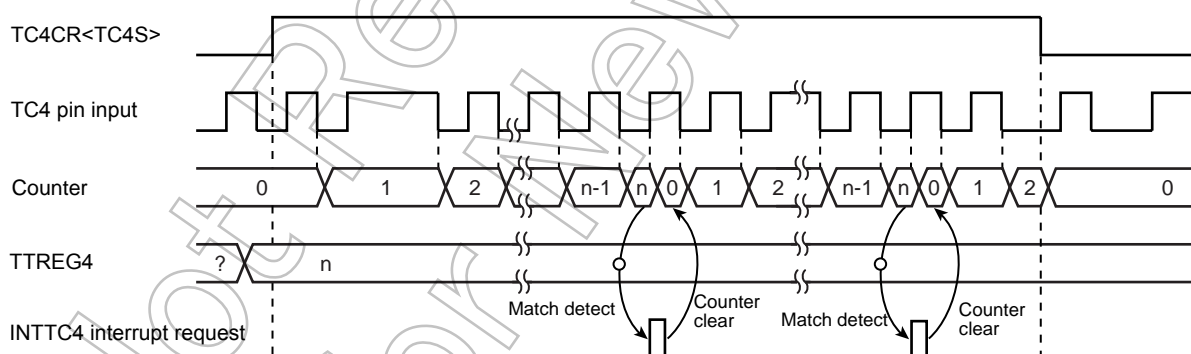 TC4CR<TC4S>
TC4 pin input
Counter 0 1 2 n-1 n 0 1 2 n-1 n 0 1 2 0
TTREG4 ? n
Match detect Counter clear Match detect Counter clear
INTTC4 interrupt request